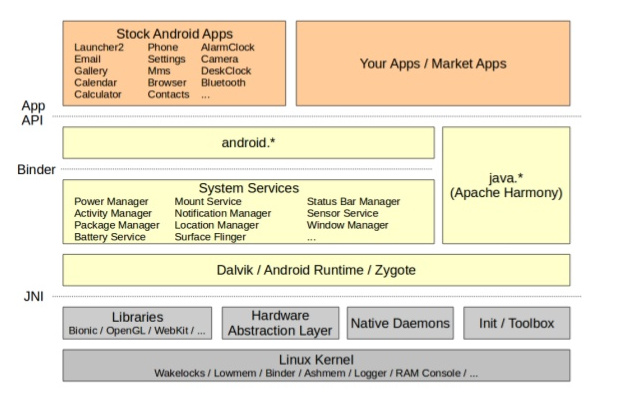 Stock Android Apps
Launcher2 Phone AlarmClock
Email Settings Camera
Gallery Mms DeskClock
Calendar Browser Bluetooth
Calculator Contacts ...
Your Apps / Market Apps
App
API
android.*
Binder
java.*
(Apache Harmony)
System Services
Power Manager Mount Service Status Bar Manager
Activity Manager Notification Manager Sensor Service
Package Manager Location Manager Window Manager
Battery Service Surface Flinger ...
Dalvik / Android Runtime / Zygote
JNI
Libraries
Bionic / OpenGL / WebKit / ...
Hardware
Abstraction Layer
Native Daemons
Init / Toolbox
Linux Kernel
Wakelocks / Lowmem / Binder / Ashmem / Logger / RAM Console / ...